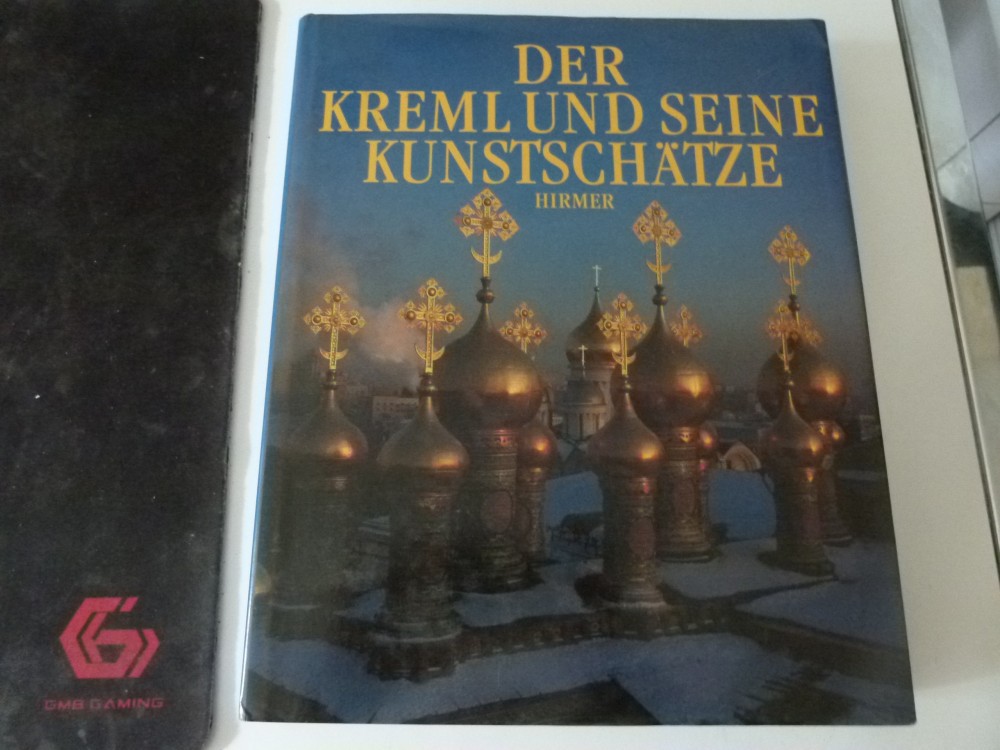 DER
KREML UND SEINE
KUNSTSCHÄTZE
HIRMER
GMB GAMING